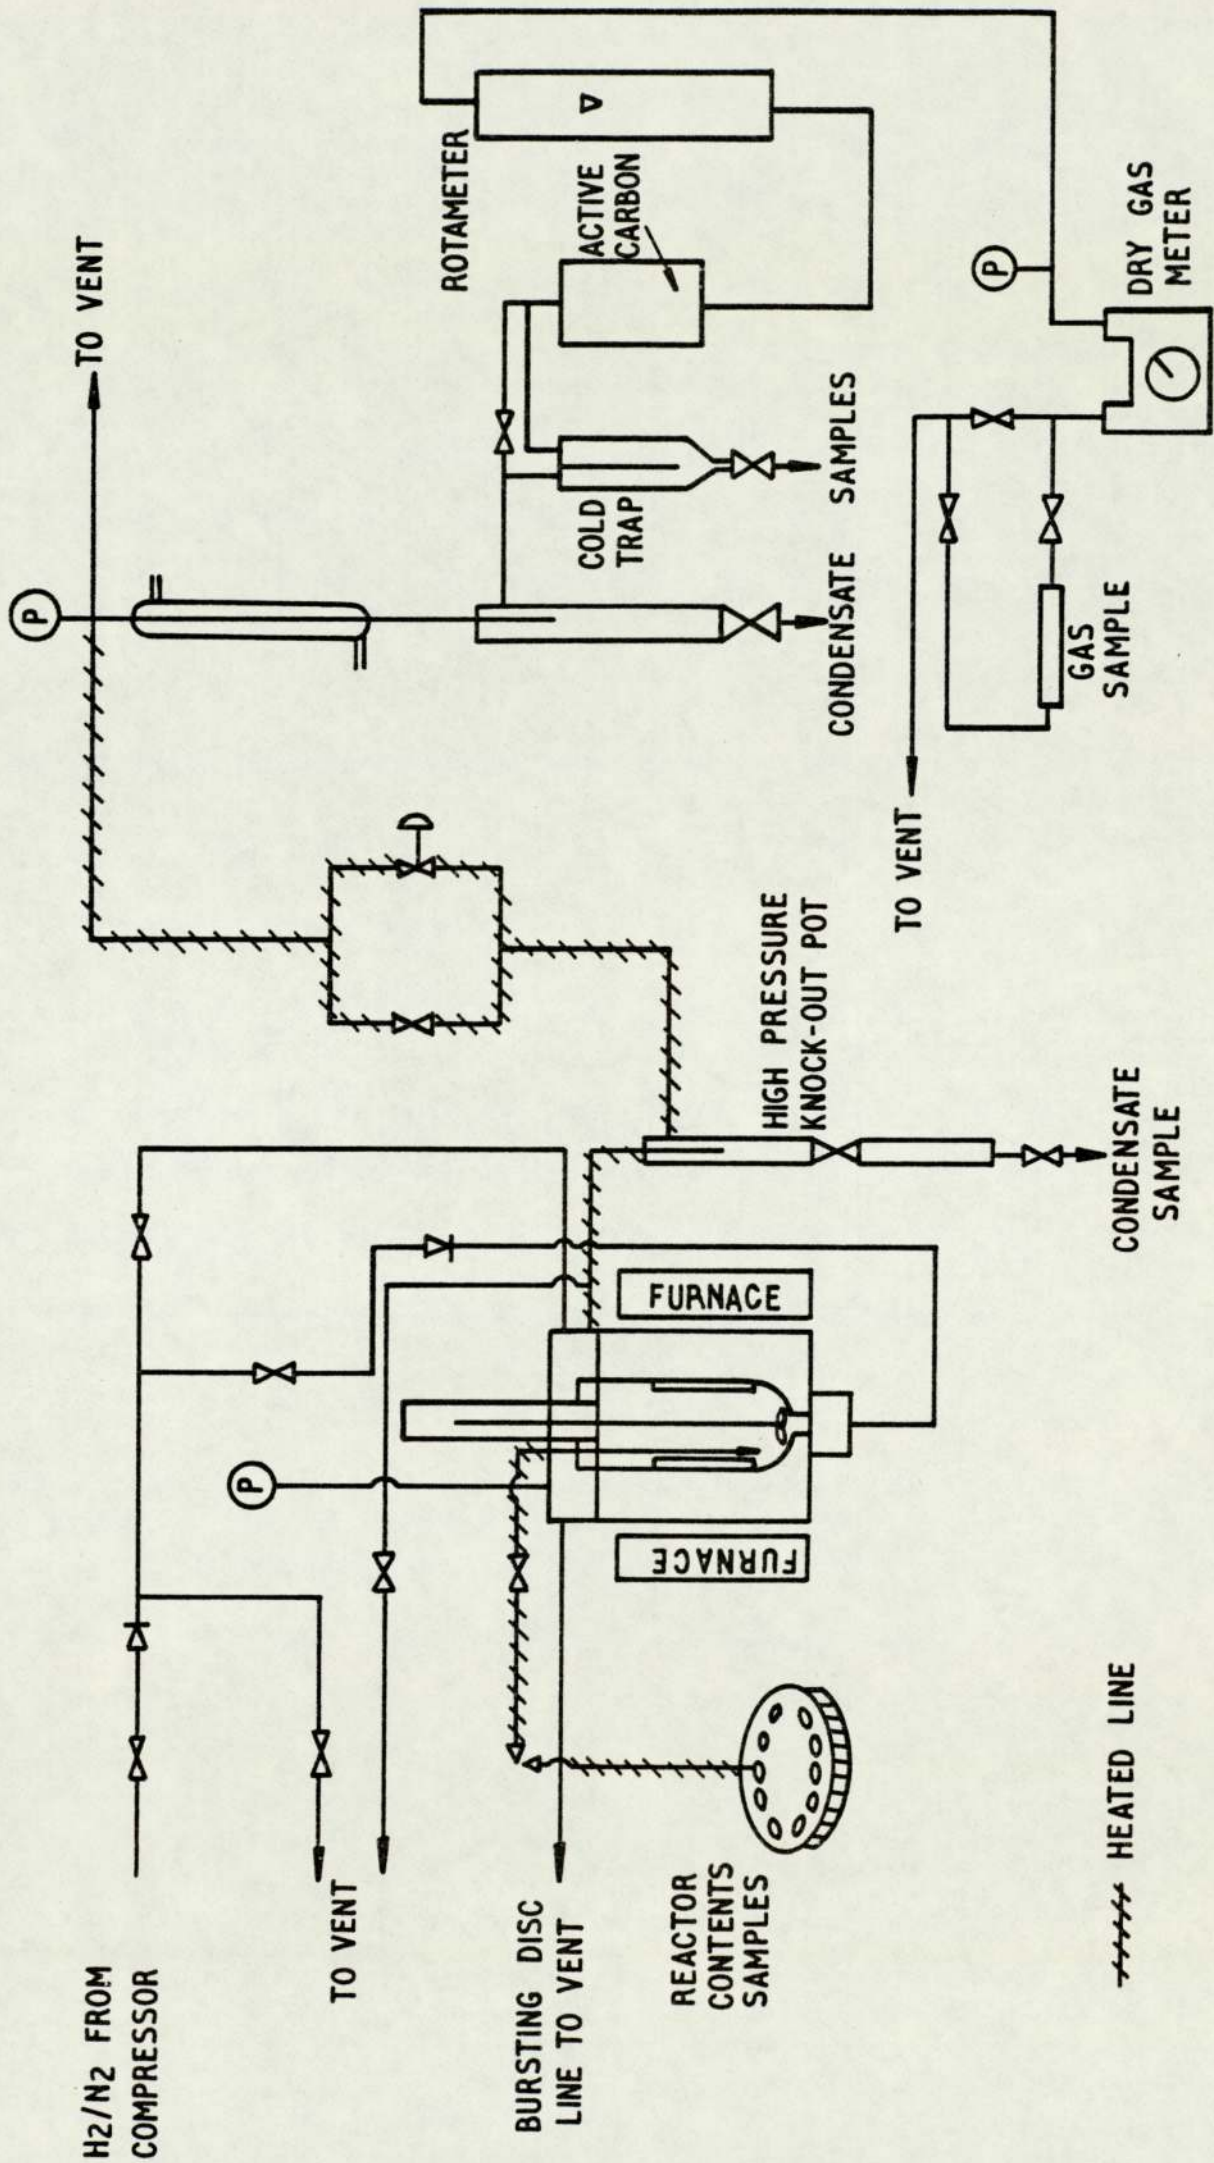 H2/N2 FROM
COMPRESSOR
TO VENT
BURSTING DISC
LINE TO VENT
REACTOR
CONTENTS
SAMPLES
HEATED LINE
P
FURNACE
FURNACE
HIGH PRESSURE
KNOCK-OUT POT
CONDENSATE
SAMPLE
P
TO VENT
ROTAMETER
ACTIVE
CARBON
COLD
TRAP
CONDENSATE SAMPLES
TO VENT
GAS
SAMPLE
P
DRY GAS
METER